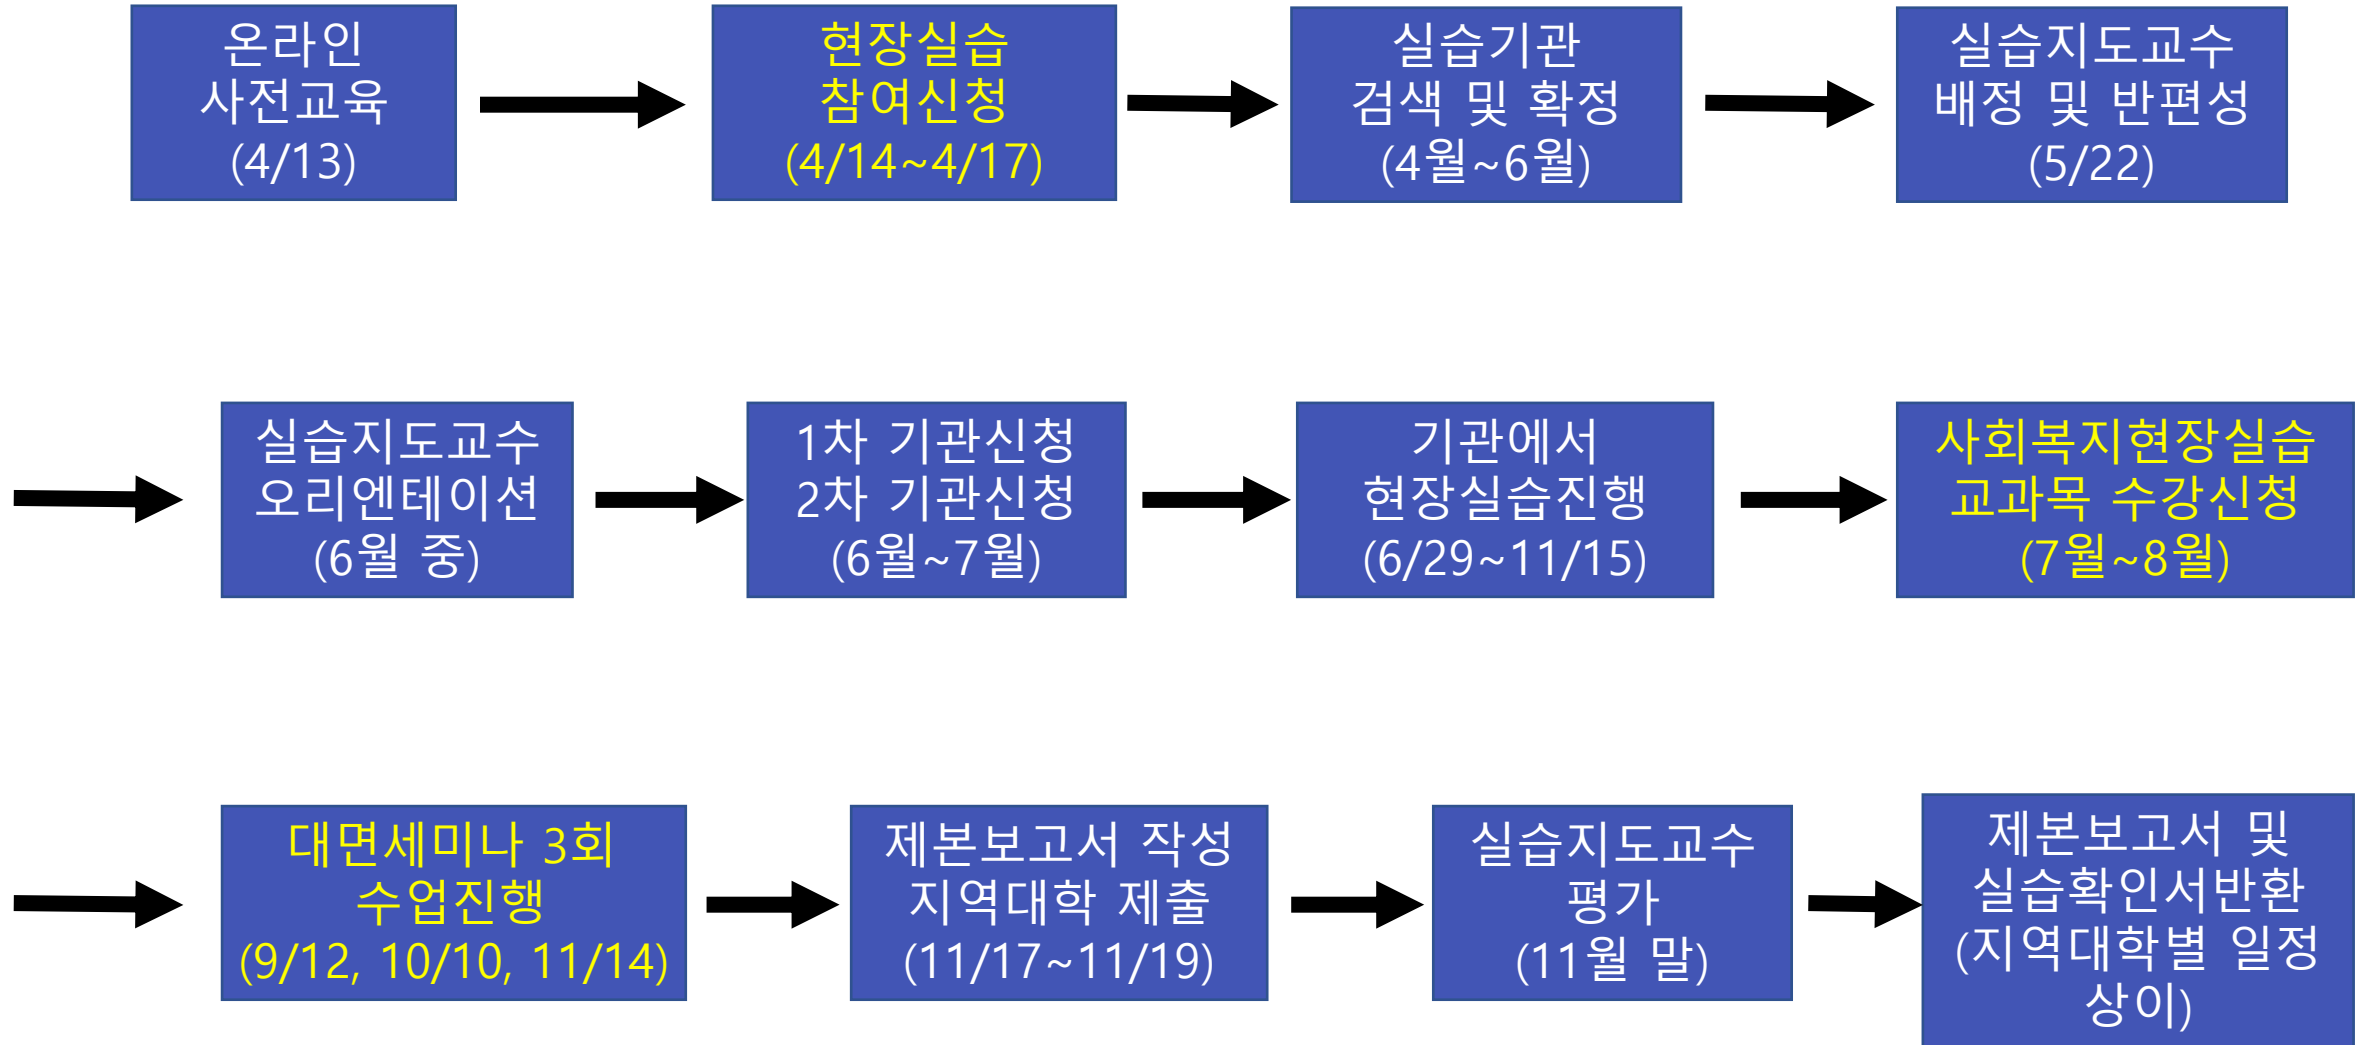 온라인
사전교육
(4/13)
현장실습
참여신청
(4/14~4/17)
실습기관
검색 및 확정
(4월~6월)
실습지도교수
배정 및 반편성
(5/22)
실습지도교수
오리엔테이션
(6월 중)
1차 기관신청
2차 기관신청
(6월~7월)
기관에서
현장실습진행
(6/29~11/15)
사회복지현장실습
교과목 수강신청
(7월~8월)
대면세미나 3회
수업진행
(9/12, 10/10, 11/14)
제본보고서 작성
지역대학 제출
(11/17~11/19)
실습지도교수
평가
(11월 말)
제본보고서 및
실습확인서반환
(지역대학별 일정
상이)